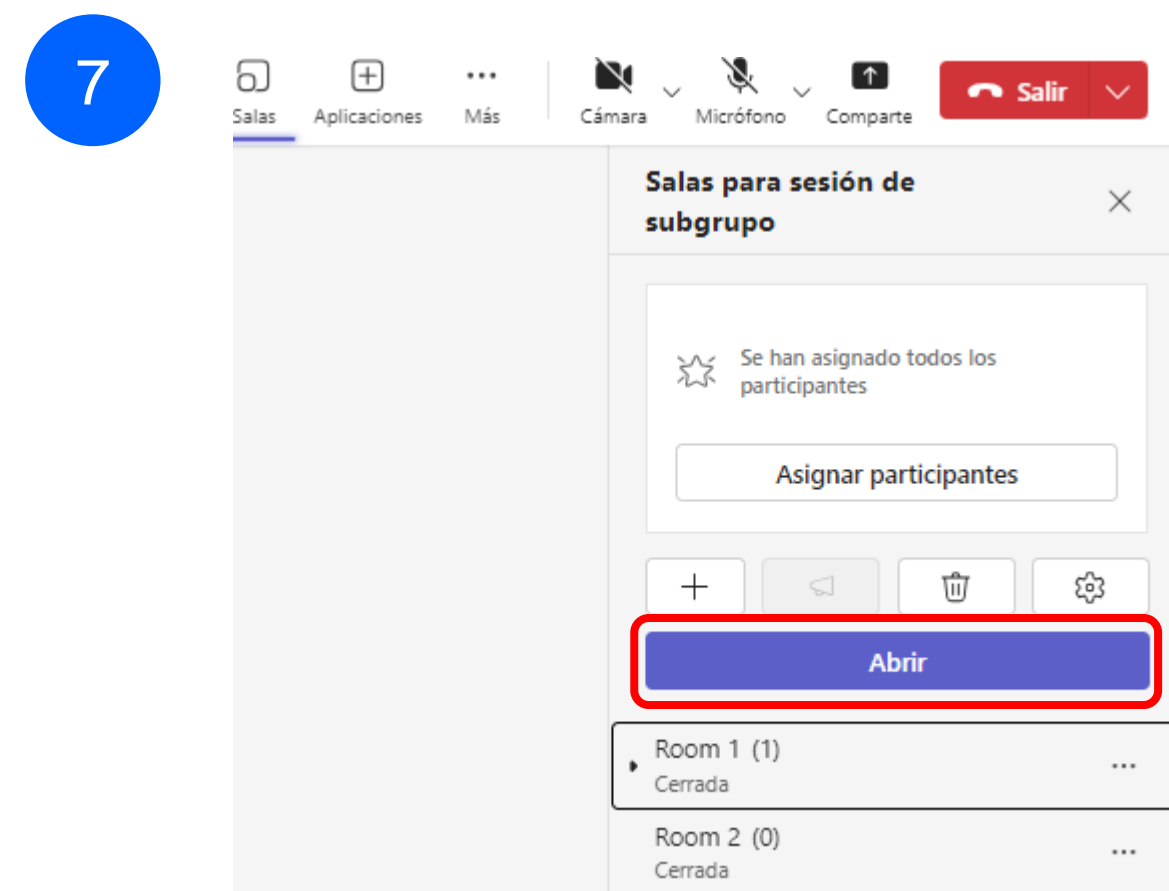 7
Salas
Aplicaciones
Más
Cámara
Micrófono
Comparte
Salir
Salas para sesión de
subgrupo
Se han asignado todos los
participantes
Asignar participantes
Abrir
Room 1 (1)
Cerrada
Room 2 (0)
Cerrada